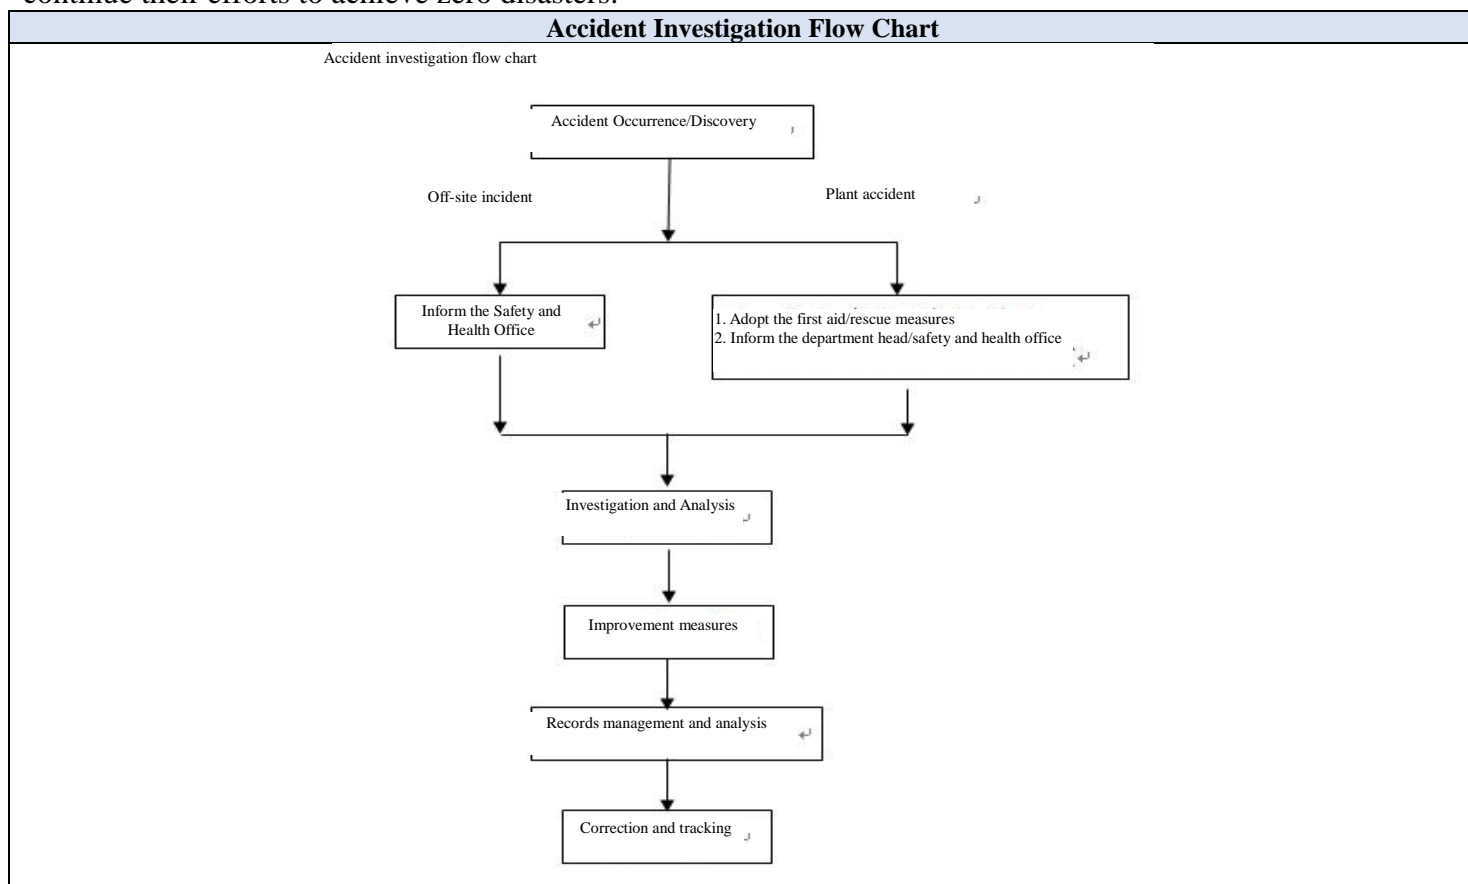 continue their efforts to achieve zero disasters.
Accident Investigation Flow Chart
Accident investigation flow chart
Accident Occurrence/Discovery
Off-site incident
Plant accident
Inform the Safety and
Health Office
1. Adopt the first aid/rescue measures
2. Inform the department head/safety and health office
Investigation and Analysis
Improvement measures
Records management and analysis
Correction and tracking